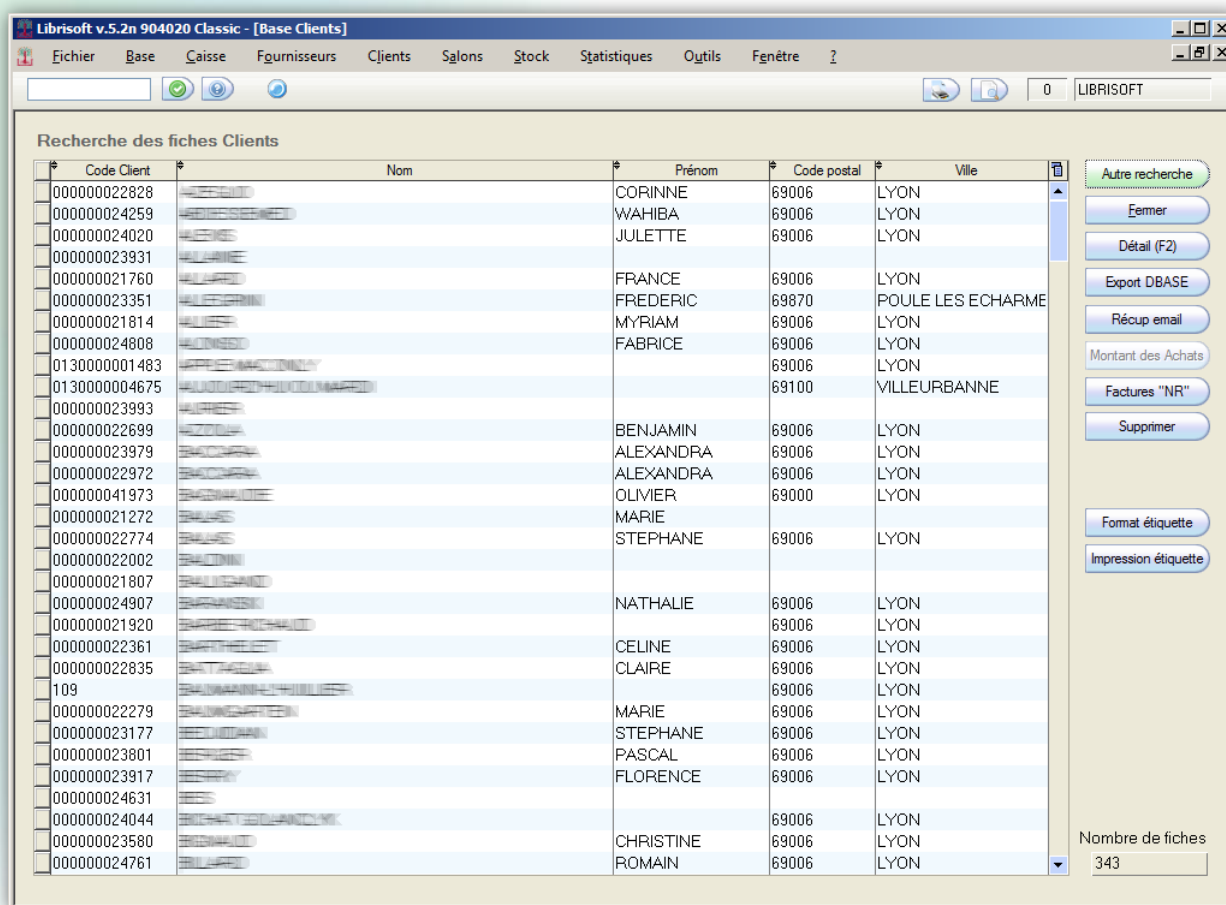 Librisoft v.5.2n 904020 Classic - [Base Clients]
Fichier Base Caisse Fournisseurs Clients Salons Stock Statistiques Outils Fenêtre ?
0 LIBRISOFT
Recherche des fiches Clients
Code Client Nom Prénom Code postal Ville
000000022828 CORINNE 69006 LYON
000000024259 WAHIBA 69006 LYON
000000024020 JULETTE 69006 LYON
000000023931
000000021760 FRANCE 69006 LYON
000000023351 FREDERIC 69870 POULE LES ECHARME
000000021814 MYRIAM 69006 LYON
000000024808 FABRICE 69006 LYON
0130000001483 69006 LYON
0130000004675 69100 VILLEURBANNE
000000023993
000000022699 BENJAMIN 69006 LYON
000000023979 ALEXANDRA 69006 LYON
000000022972 ALEXANDRA 69006 LYON
000000041973 OLIVIER 69000 LYON
000000021272 MARIE
000000022774 STEPHANE 69006 LYON
000000022002
000000021807
000000024907 NATHALIE 69006 LYON
000000021920 69006 LYON
000000022361 CELINE 69006 LYON
000000022835 CLAIRE 69006 LYON
109 69006 LYON
000000022279 MARIE 69006 LYON
000000023177 STEPHANE 69006 LYON
000000023801 PASCAL 69006 LYON
000000023917 FLORENCE 69006 LYON
000000024631
000000024044 69006 LYON
000000023580 CHRISTINE 69006 LYON
000000024761 ROMAIN 69006 LYON
Autre recherche
Fermer
Détail (F2)
Export DBASE
Récup email
Montant des Achats
Factures "NR"
Supprimer
Format étiquette
Impression étiquette
Nombre de fiches
343